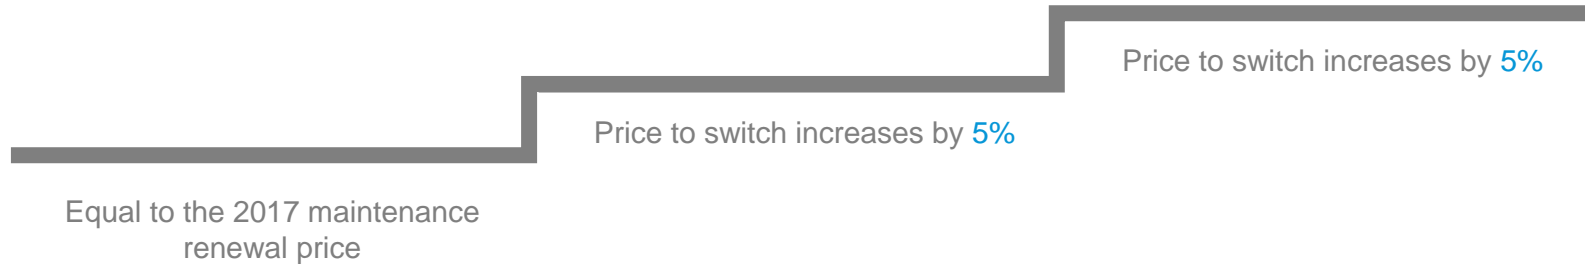 Price to switch increases by 5%
Price to switch increases by 5%
Equal to the 2017 maintenance
renewal price